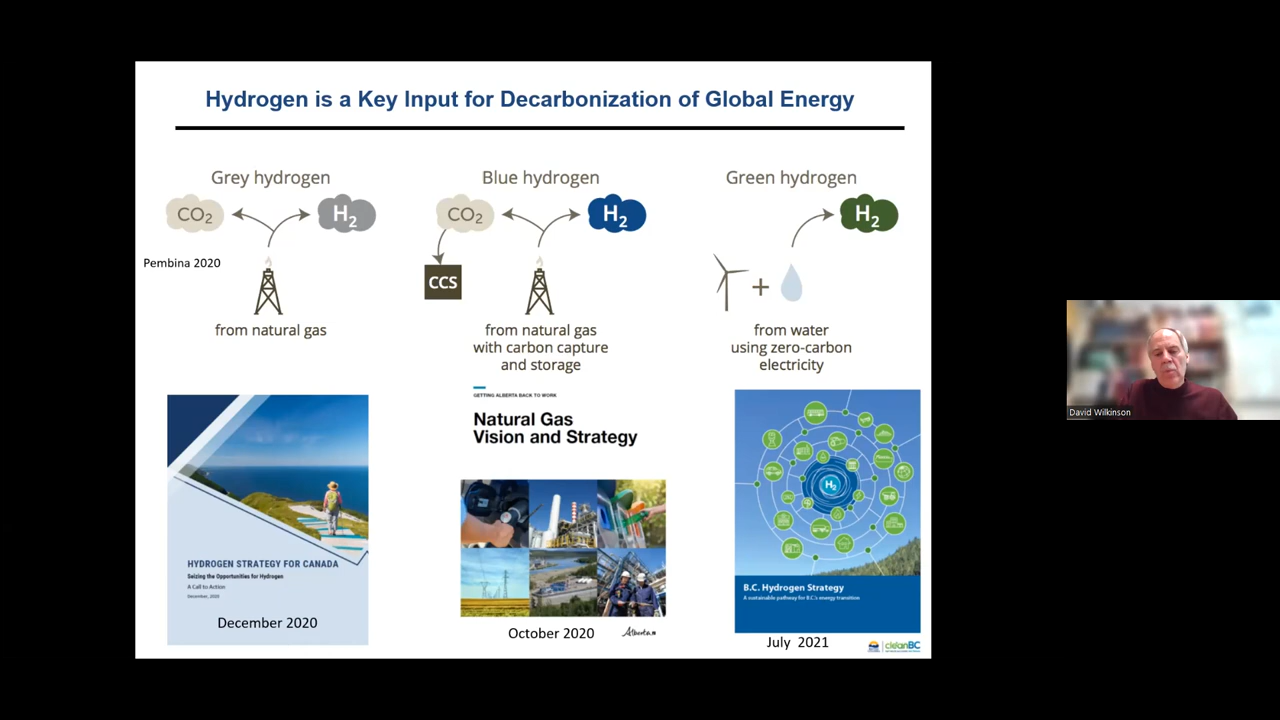 Hydrogen is a Key Input for Decarbonization of Global Energy
Grey hydrogen
CO2
H2
Pembina 2020
from natural gas
Blue hydrogen
CO2
H2
CCS
from natural gas
with carbon capture
and storage
Green hydrogen
H2
+
from water
using zero-carbon
electricity
HYDROGEN STRATEGY FOR CANADA
Seizing the Opportunities for Hydrogen
A Call to Action
December, 2020
December 2020
GETTING ALBERTA BACK TO WORK
Natural Gas
Vision and Strategy
October 2020
Alberta
H2
B.C. Hydrogen Strategy
A sustainable pathway for B.C.'s energy transition
July 2021
cleanBC
David Wilkinson